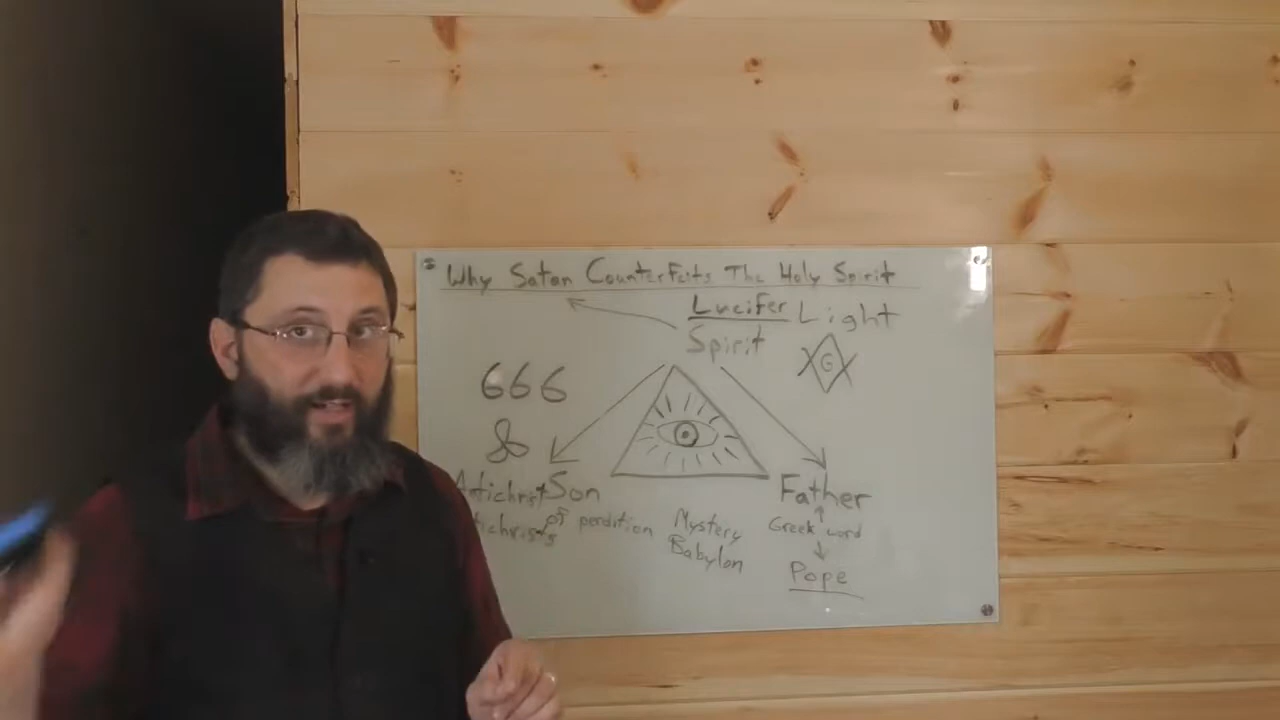 Why Satan Counterfeits The Holy Spirit
Lucifer Light
Spirit
G
666
&
Antichrist Son Father
of perdition Mystery Greek word
Babylon
Pope